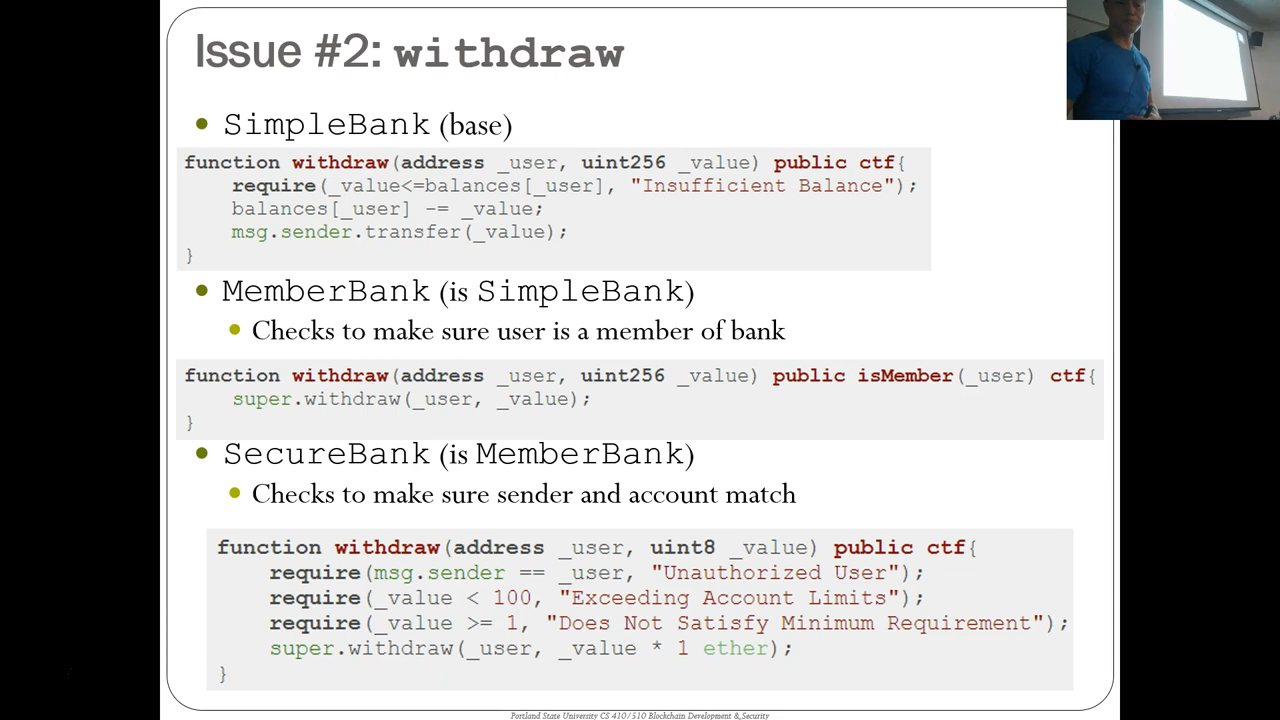 Issue #2: withdraw
• SimpleBank (base)
function withdraw(address _user, uint256 _value) public ctf{
    require(_value<=balances[_user], "Insufficient Balance");
    balances[_user] -= _value;
    msg.sender.transfer(_value);
}
• MemberBank (is SimpleBank)
• Checks to make sure user is a member of bank
function withdraw(address _user, uint256 _value) public isMember(_user) ctf{
    super.withdraw(_user, _value);
}
• SecureBank (is MemberBank)
• Checks to make sure sender and account match
function withdraw(address _user, uint8 _value) public ctf{
    require(msg.sender == _user, "Unauthorized User");
    require(_value < 100, "Exceeding Account Limits");
    require(_value >= 1, "Does Not Satisfy Minimum Requirement");
    super.withdraw(_user, _value * 1 ether);
}
Portland State University CS 410/510 Blockchain Development & Security